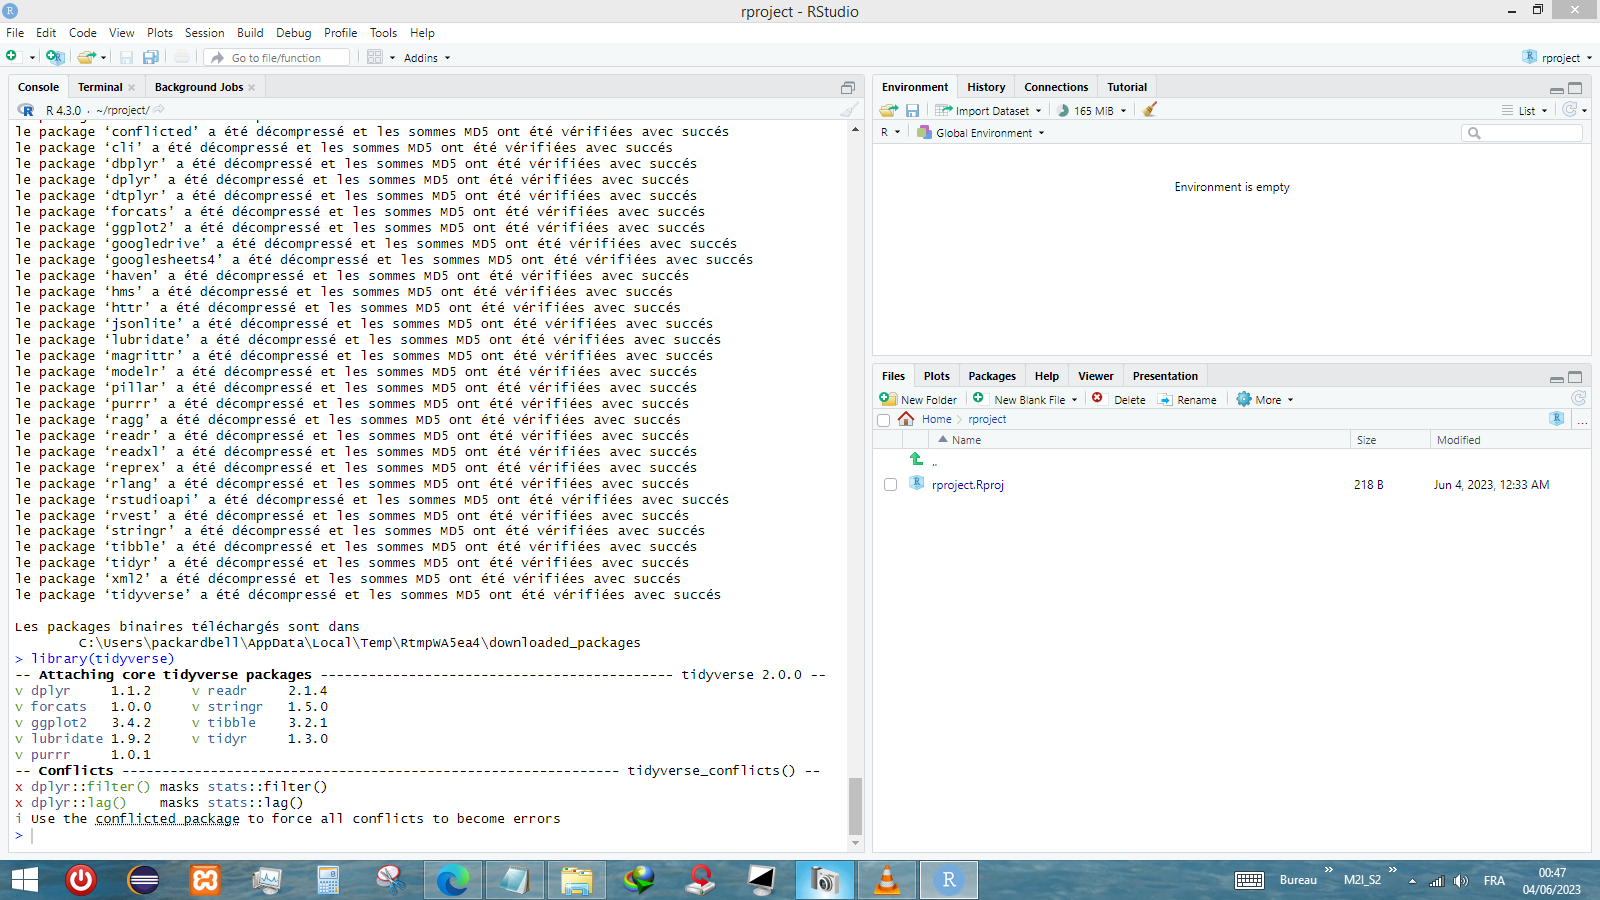 rproject - RStudio
File Edit Code View Plots Session Build Debug Profile Tools Help
Go to file/function Addins rproject
Console Terminal Background Jobs
R 4.3.0 · ~/rproject/
le package ‘conflicted’ a été décompressé et les sommes MD5 ont été vérifiées avec succés
le package ‘cli’ a été décompressé et les sommes MD5 ont été vérifiées avec succés
le package ‘dbplyr’ a été décompressé et les sommes MD5 ont été vérifiées avec succés
le package ‘dplyr’ a été décompressé et les sommes MD5 ont été vérifiées avec succés
le package ‘dtplyr’ a été décompressé et les sommes MD5 ont été vérifiées avec succés
le package ‘forcats’ a été décompressé et les sommes MD5 ont été vérifiées avec succés
le package ‘ggplot2’ a été décompressé et les sommes MD5 ont été vérifiées avec succés
le package ‘googledrive’ a été décompressé et les sommes MD5 ont été vérifiées avec succés
le package ‘googlesheets4’ a été décompressé et les sommes MD5 ont été vérifiées avec succés
le package ‘haven’ a été décompressé et les sommes MD5 ont été vérifiées avec succés
le package ‘hms’ a été décompressé et les sommes MD5 ont été vérifiées avec succés
le package ‘httr’ a été décompressé et les sommes MD5 ont été vérifiées avec succés
le package ‘jsonlite’ a été décompressé et les sommes MD5 ont été vérifiées avec succés
le package ‘lubridate’ a été décompressé et les sommes MD5 ont été vérifiées avec succés
le package ‘magrittr’ a été décompressé et les sommes MD5 ont été vérifiées avec succés
le package ‘modelr’ a été décompressé et les sommes MD5 ont été vérifiées avec succés
le package ‘pillar’ a été décompressé et les sommes MD5 ont été vérifiées avec succés
le package ‘purrr’ a été décompressé et les sommes MD5 ont été vérifiées avec succés
le package ‘ragg’ a été décompressé et les sommes MD5 ont été vérifiées avec succés
le package ‘readr’ a été décompressé et les sommes MD5 ont été vérifiées avec succés
le package ‘readxl’ a été décompressé et les sommes MD5 ont été vérifiées avec succés
le package ‘reprex’ a été décompressé et les sommes MD5 ont été vérifiées avec succés
le package ‘rlang’ a été décompressé et les sommes MD5 ont été vérifiées avec succés
le package ‘rstudioapi’ a été décompressé et les sommes MD5 ont été vérifiées avec succés
le package ‘rvest’ a été décompressé et les sommes MD5 ont été vérifiées avec succés
le package ‘stringr’ a été décompressé et les sommes MD5 ont été vérifiées avec succés
le package ‘tibble’ a été décompressé et les sommes MD5 ont été vérifiées avec succés
le package ‘tidyr’ a été décompressé et les sommes MD5 ont été vérifiées avec succés
le package ‘xml2’ a été décompressé et les sommes MD5 ont été vérifiées avec succés
le package ‘tidyverse’ a été décompressé et les sommes MD5 ont été vérifiées avec succés
Les packages binaires téléchargés sont dans
C:\Users\packardbell\AppData\Local\Temp\RtmpWA5ea4\downloaded_packages
> library(tidyverse)
-- Attaching core tidyverse packages -------------------------------------------- tidyverse 2.0.0 --
v dplyr 1.1.2 v readr 2.1.4
v forcats 1.0.0 v stringr 1.5.0
v ggplot2 3.4.2 v tibble 3.2.1
v lubridate 1.9.2 v tidyr 1.3.0
v purrr 1.0.1
-- Conflicts -------------------------------------------------------------- tidyverse_conflicts() --
x dplyr::filter() masks stats::filter()
x dplyr::lag() masks stats::lag()
i Use the conflicted package to force all conflicts to become errors
>
Environment History Connections Tutorial
Import Dataset 165 MiB List
R Global Environment
Environment is empty
Files Plots Packages Help Viewer Presentation
New Folder New Blank File Delete Rename More
Home rproject ...
Name Size Modified
..
rproject.Rproj 218 B Jun 4, 2023, 12:33 AM
Bureau » M2I_S2 » FRA
00:47
04/06/2023